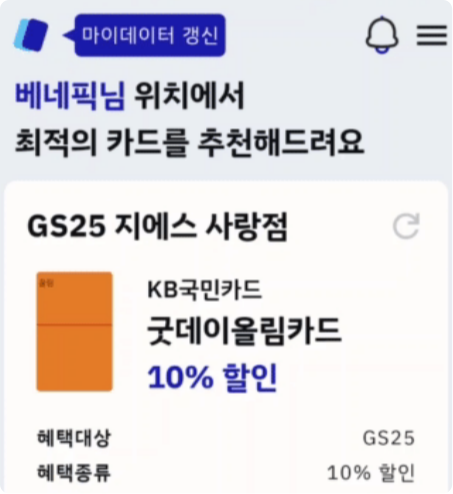 마이데이터 갱신
베네픽님 위치에서
최적의 카드를 추천해드려요
GS25 지에스 사랑점
올림
KB국민카드
굿데이올림카드
10% 할인
혜택대상 GS25
혜택종류 10% 할인